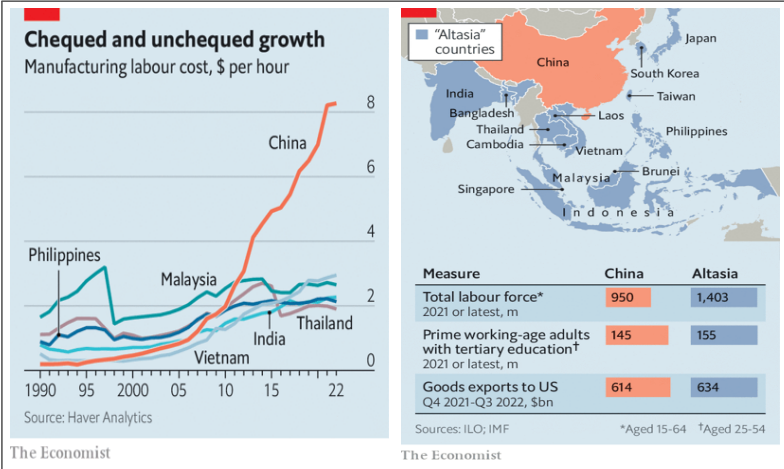 Chequed and unchequed growth
Manufacturing labour cost, $ per hour
8
China
6
4
Philippines
Malaysia
2
Thailand
India
Vietnam
0
1990 95 2000 05 10 15 22
Source: Haver Analytics
The Economist
"Altasia"
countries
Japan
China
South Korea
India
Taiwan
Bangladesh
Laos
Thailand
Philippines
Cambodia
Vietnam
Malaysia
Brunei
Singapore
Indonesia
Measure China Altasia
Total labour force*
2021 or latest, m
950 1,403
Prime working-age adults
with tertiary education†
2021 or latest, m
145 155
Goods exports to US
Q4 2021-Q3 2022, $bn
614 634
Sources: ILO; IMF *Aged 15-64 †Aged 25-54
The Economist